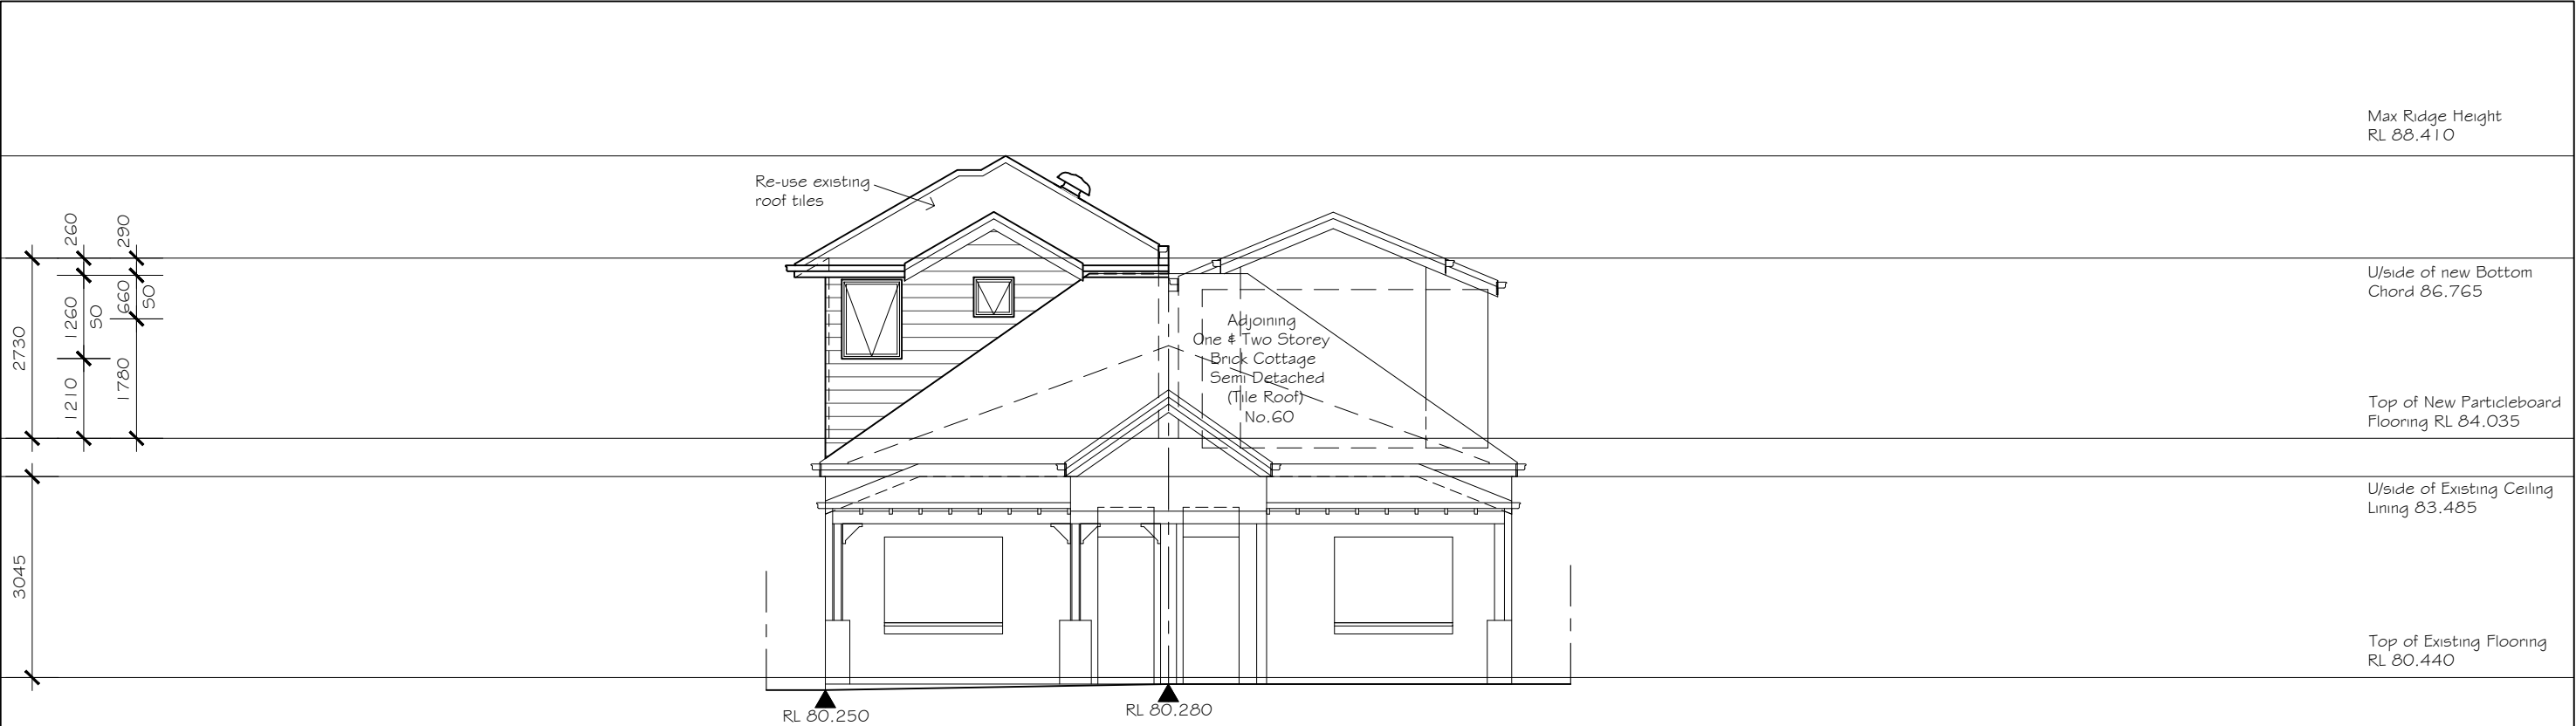 Max Ridge Height
RL 88.410
Re-use existing
roof tiles
260
290
2730
1260
50
660
50
1210
1780
U/side of new Bottom
Chord 86.765
Adjoining
One & Two Storey
Brick Cottage
Semi Detached
(Tile Roof)
No.60
Top of New Particleboard
Flooring RL 84.035
U/side of Existing Ceiling
Lining 83.485
3045
Top of Existing Flooring
RL 80.440
RL 80.250
RL 80.280